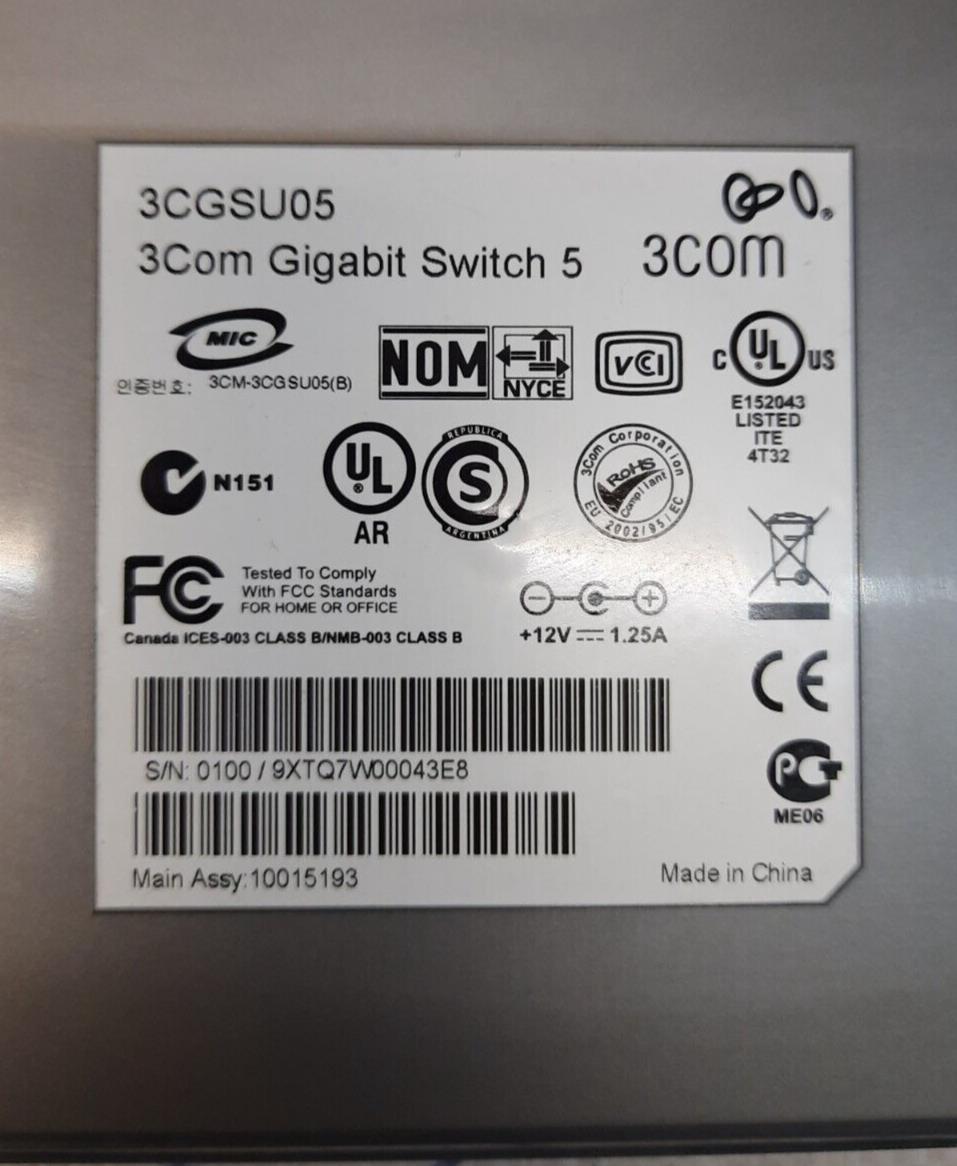 3CGSU05
3Com Gigabit Switch 5
3COM
MIC
인증번호: 3CM-3CGSU05(B)
NOM
NYCE
VCI
C UL US
E152043
LISTED
ITE
4T32
N151
UL
AR
REPUBLICA
S
ARGENTINA
3Com Corporation
RoHS
Compliant
EU 2002/95/EC
FC
Tested To Comply
With FCC Standards
FOR HOME OR OFFICE
Canada ICES-003 CLASS B/NMB-003 CLASS B
+12V 1.25A
CE
S/N: 0100 / 9XTQ7W00043E8
PCT
ME06
Main Assy:10015193
Made in China